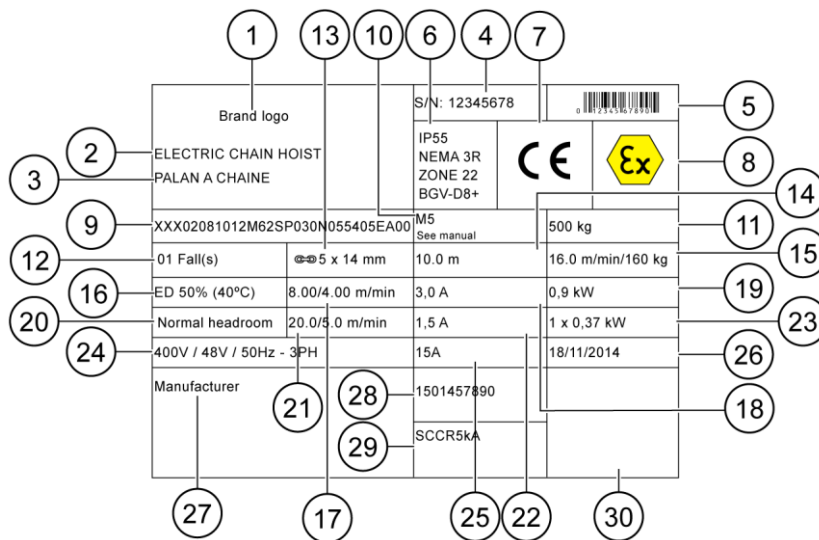 1
13
10
6
4
7
S/N: 12345678
0 12345 67890
5
Brand logo
2
ELECTRIC CHAIN HOIST
3
PALAN A CHAINE
IP55
NEMA 3R
ZONE 22
BGV-D8+
CE
Ex
8
14
9
XXX02081012M62SP030N055405EA00
M5
See manual
500 kg
11
12
01 Fall(s)
5 x 14 mm
10.0 m
16.0 m/min/160 kg
15
16
ED 50% (40ºC)
8.00/4.00 m/min
3,0 A
0,9 kW
19
20
Normal headroom
20.0/5.0 m/min
1,5 A
1 x 0,37 kW
23
24
400V / 48V / 50Hz - 3PH
15A
18/11/2014
26
Manufacturer
21
28
1501457890
18
29
SCCR5kA
27
17
25
22
30